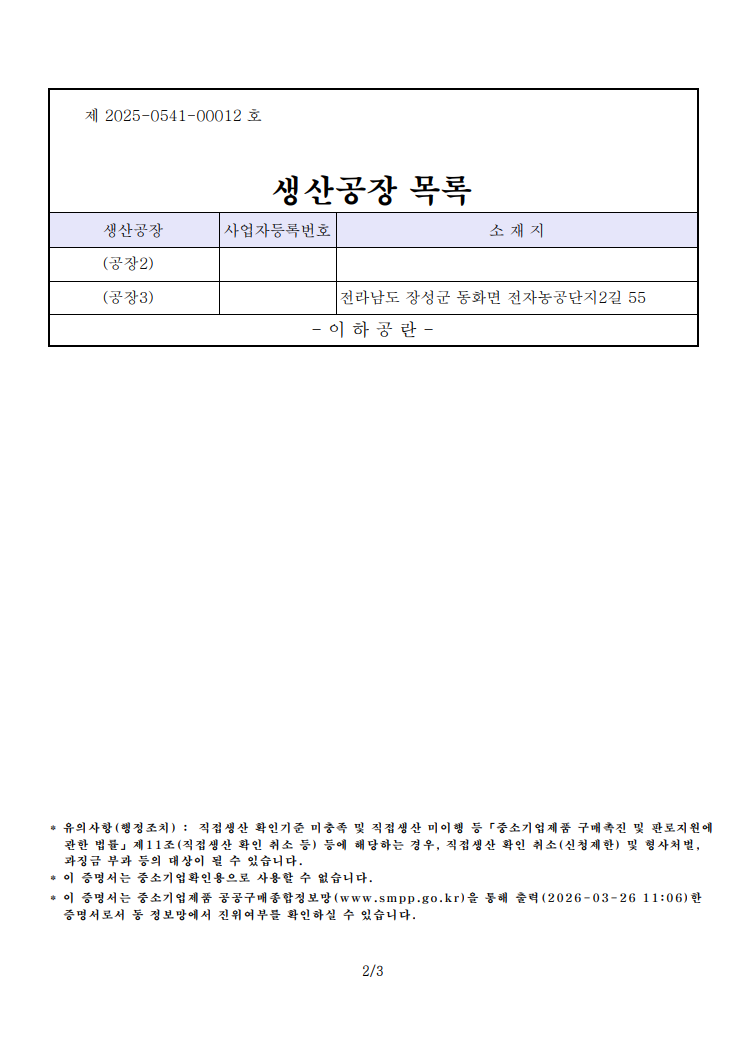 제 2025-0541-00012 호
생산공장 목록
생산공장 사업자등록번호 소 재 지
(공장2)
(공장3) 전라남도 장성군 동화면 전자농공단지2길 55
- 이 하 공 란 -
* 유의사항(행정조치) : 직접생산 확인기준 미충족 및 직접생산 미이행 등 「중소기업제품 구매촉진 및 판로지원에
관한 법률」 제11조(직접생산 확인 취소 등) 등에 해당하는 경우, 직접생산 확인 취소(신청제한) 및 형사처벌,
과징금 부과 등의 대상이 될 수 있습니다.
* 이 증명서는 중소기업확인용으로 사용할 수 없습니다.
* 이 증명서는 중소기업제품 공공구매종합정보망(www.smpp.go.kr)을 통해 출력(2026-03-26 11:06)한
증명서로서 동 정보망에서 진위여부를 확인하실 수 있습니다.
2/3